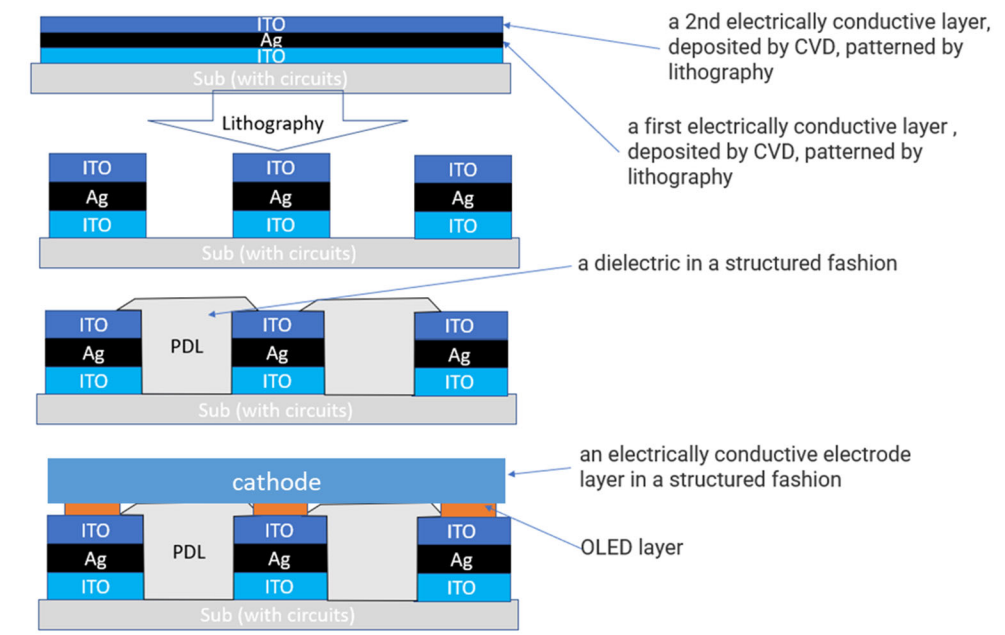 ITO
Ag
ITO
Sub (with circuits)
a 2nd electrically conductive layer,
deposited by CVD, patterned by
lithography
Lithography
a first electrically conductive layer ,
deposited by CVD, patterned by
lithography
ITO ITO ITO
Ag Ag Ag
ITO ITO ITO
Sub (with circuits)
a dielectric in a structured fashion
ITO ITO ITO
PDL
Ag Ag Ag
ITO ITO ITO
Sub (with circuits)
an electrically conductive electrode
layer in a structured fashion
cathode
OLED layer
ITO ITO ITO
PDL
Ag Ag Ag
ITO ITO ITO
Sub (with circuits)